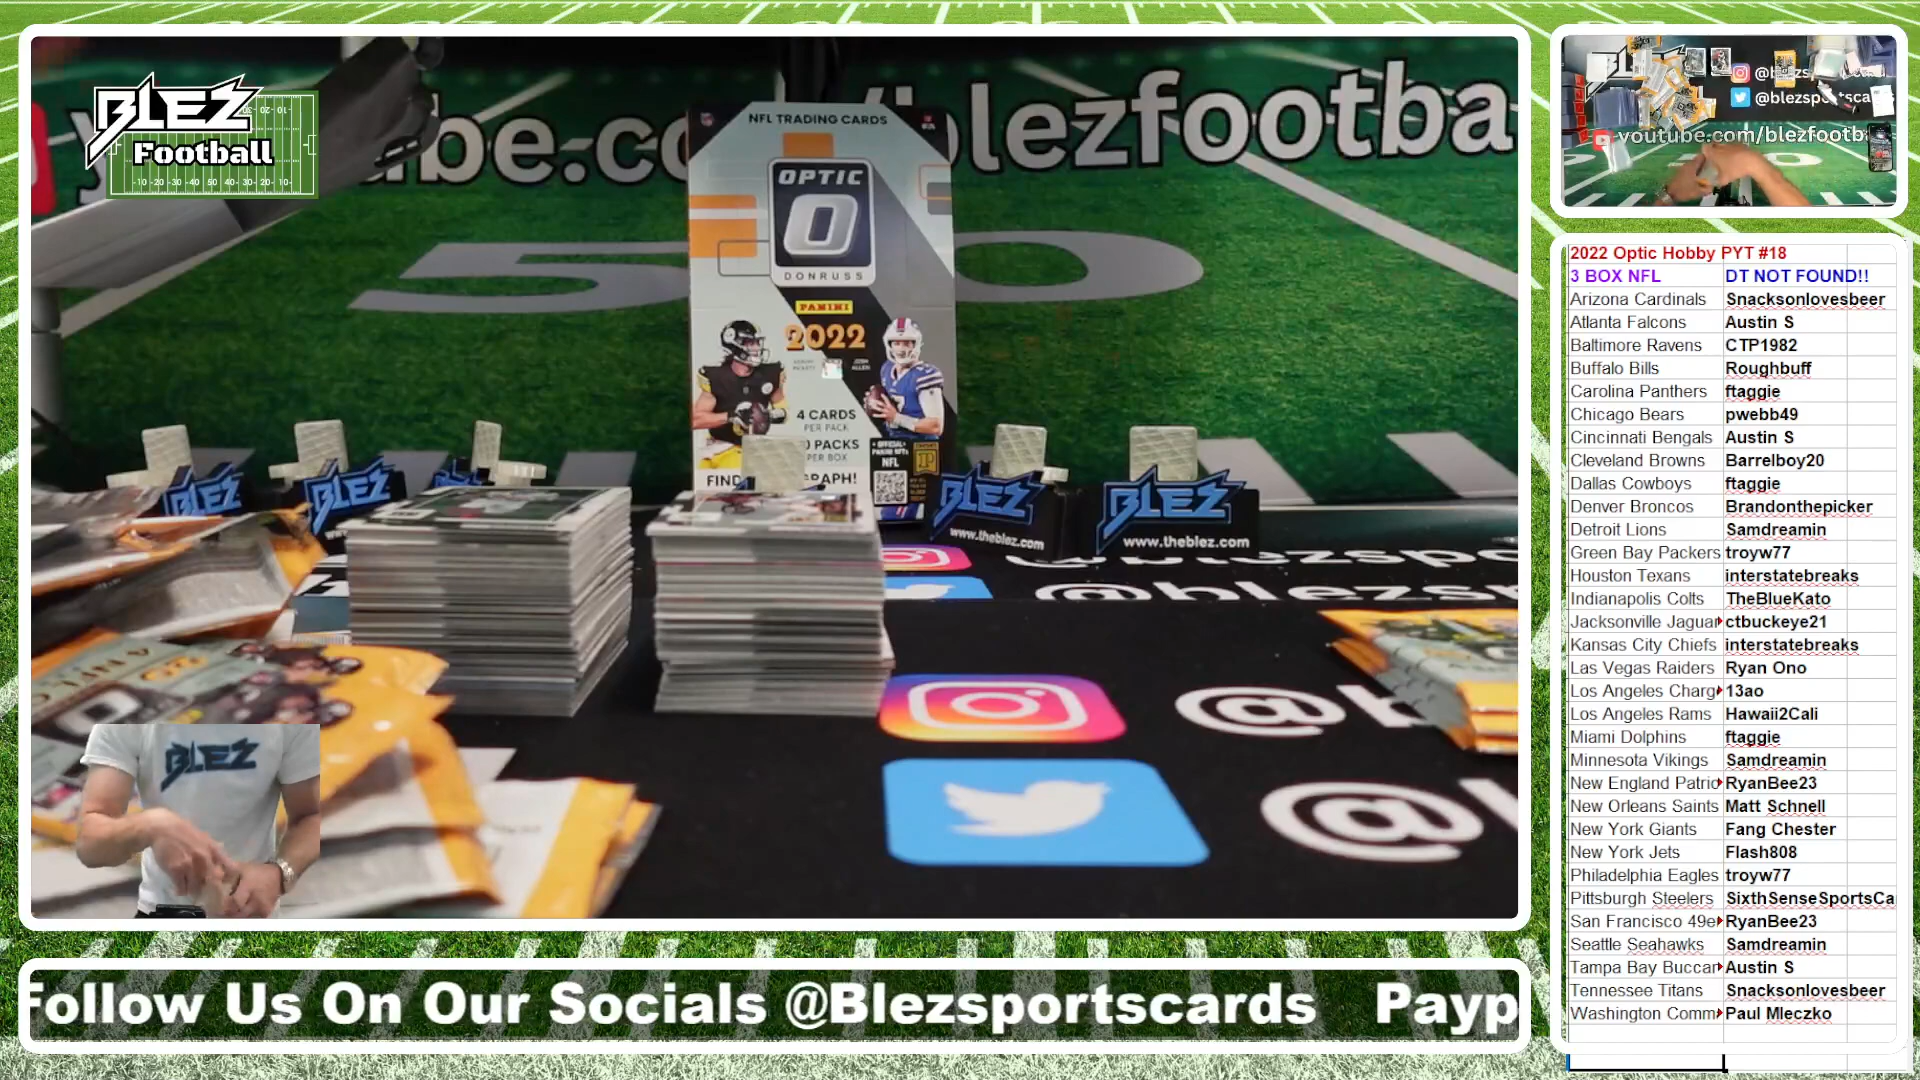 BLEZ
Football
be.co
blezfootba
NFL TRADING CARDS
OPTIC
O
DONRUSS
PANINI
2022
4 CARDS
PER PACK
PACKS
PER BOX
FIND
RAPH!
NFL
BLEZ
BLEZ
BLEZ
www.theblez.com
BLEZ
www.theblez.com
@blezspo
@blezs
@b
@
BLEZ
youtube.com/blezfootb
2022 Optic Hobby PYT #18
3 BOX NFL DT NOT FOUND!!
Arizona Cardinals Snacksonlovesbeer
Atlanta Falcons Austin S
Baltimore Ravens CTP1982
Buffalo Bills Roughbuff
Carolina Panthers ftaggie
Chicago Bears pwebb49
Cincinnati Bengals Austin S
Cleveland Browns Barrelboy20
Dallas Cowboys ftaggie
Denver Broncos Brandonthepicker
Detroit Lions Samdreamin
Green Bay Packers troyw77
Houston Texans interstatebreaks
Indianapolis Colts TheBlueKato
Jacksonville Jaguar ctbuckeye21
Kansas City Chiefs interstatebreaks
Las Vegas Raiders Ryan Ono
Los Angeles Charg 13ao
Los Angeles Rams Hawaii2Cali
Miami Dolphins ftaggie
Minnesota Vikings Samdreamin
New England Patrio RyanBee23
New Orleans Saints Matt Schnell
New York Giants Fang Chester
New York Jets Flash808
Philadelphia Eagles troyw77
Pittsburgh Steelers SixthSenseSportsCa
San Francisco 49e RyanBee23
Seattle Seahawks Samdreamin
Tampa Bay Buccar Austin S
Tennessee Titans Snacksonlovesbeer
Washington Comm Paul Mleczko
Follow Us On Our Socials @Blezsportscards Payp